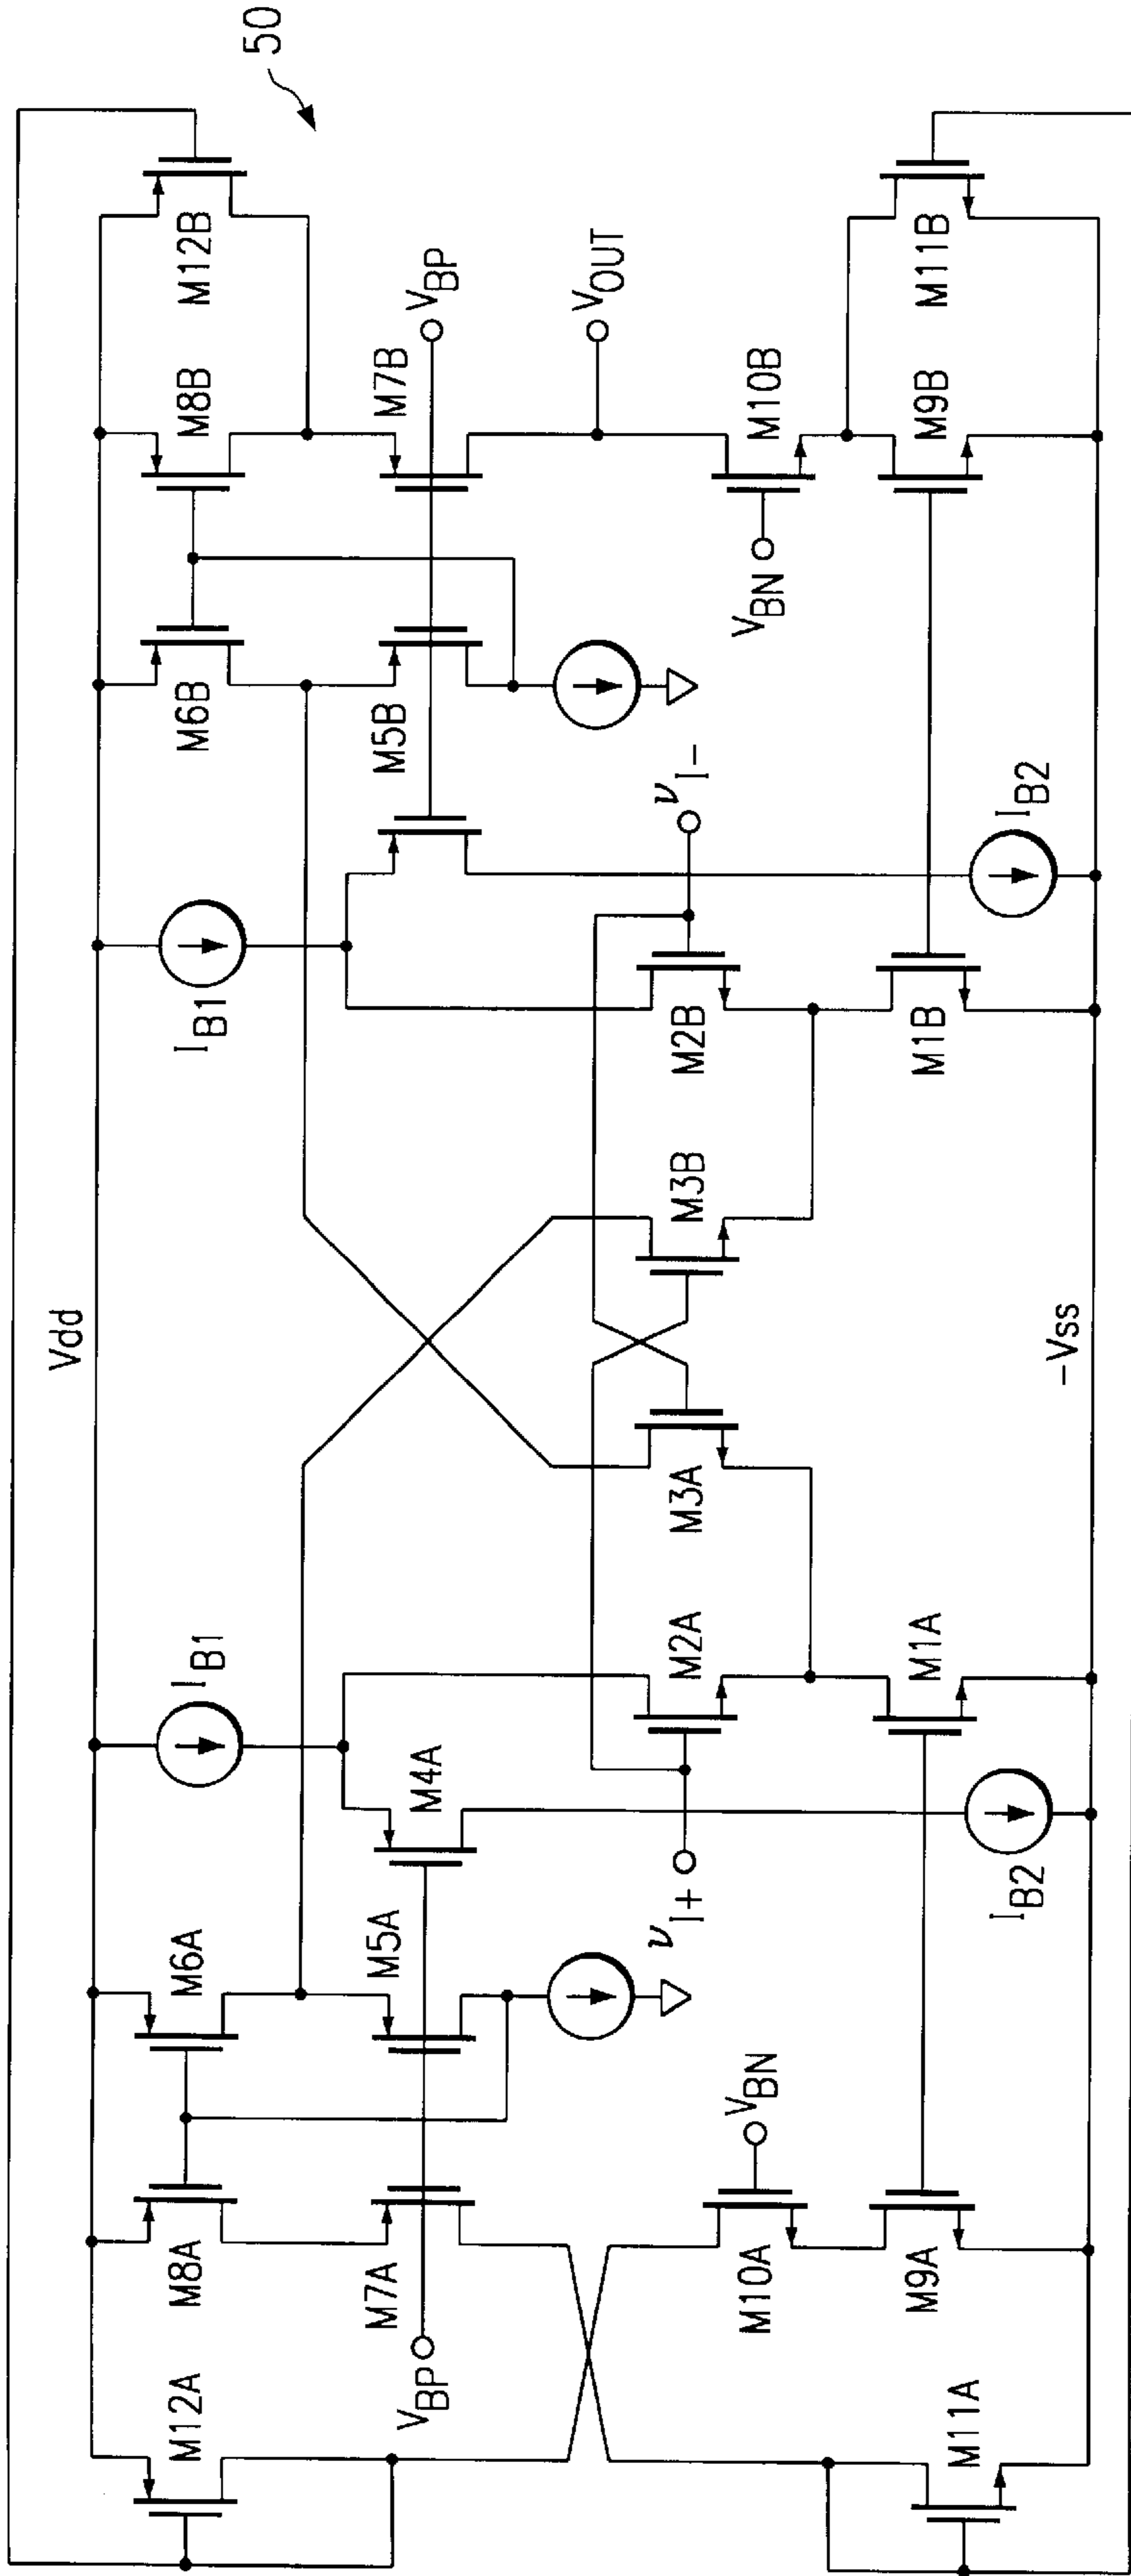 50
Vdd
M12A
M8A
M6A
I_B1
I_B1
M6B
M8B
M12B
V_BP
M7A
M5A
M4A
M5B
M7B
V_BP
V_OUT
V_BN
ν_I+
M2A
M3A
M3B
M2B
ν_I-
V_BN
M10A
M10B
M11A
M9A
I_B2
M1A
M1B
I_B2
M9B
M11B
-Vss